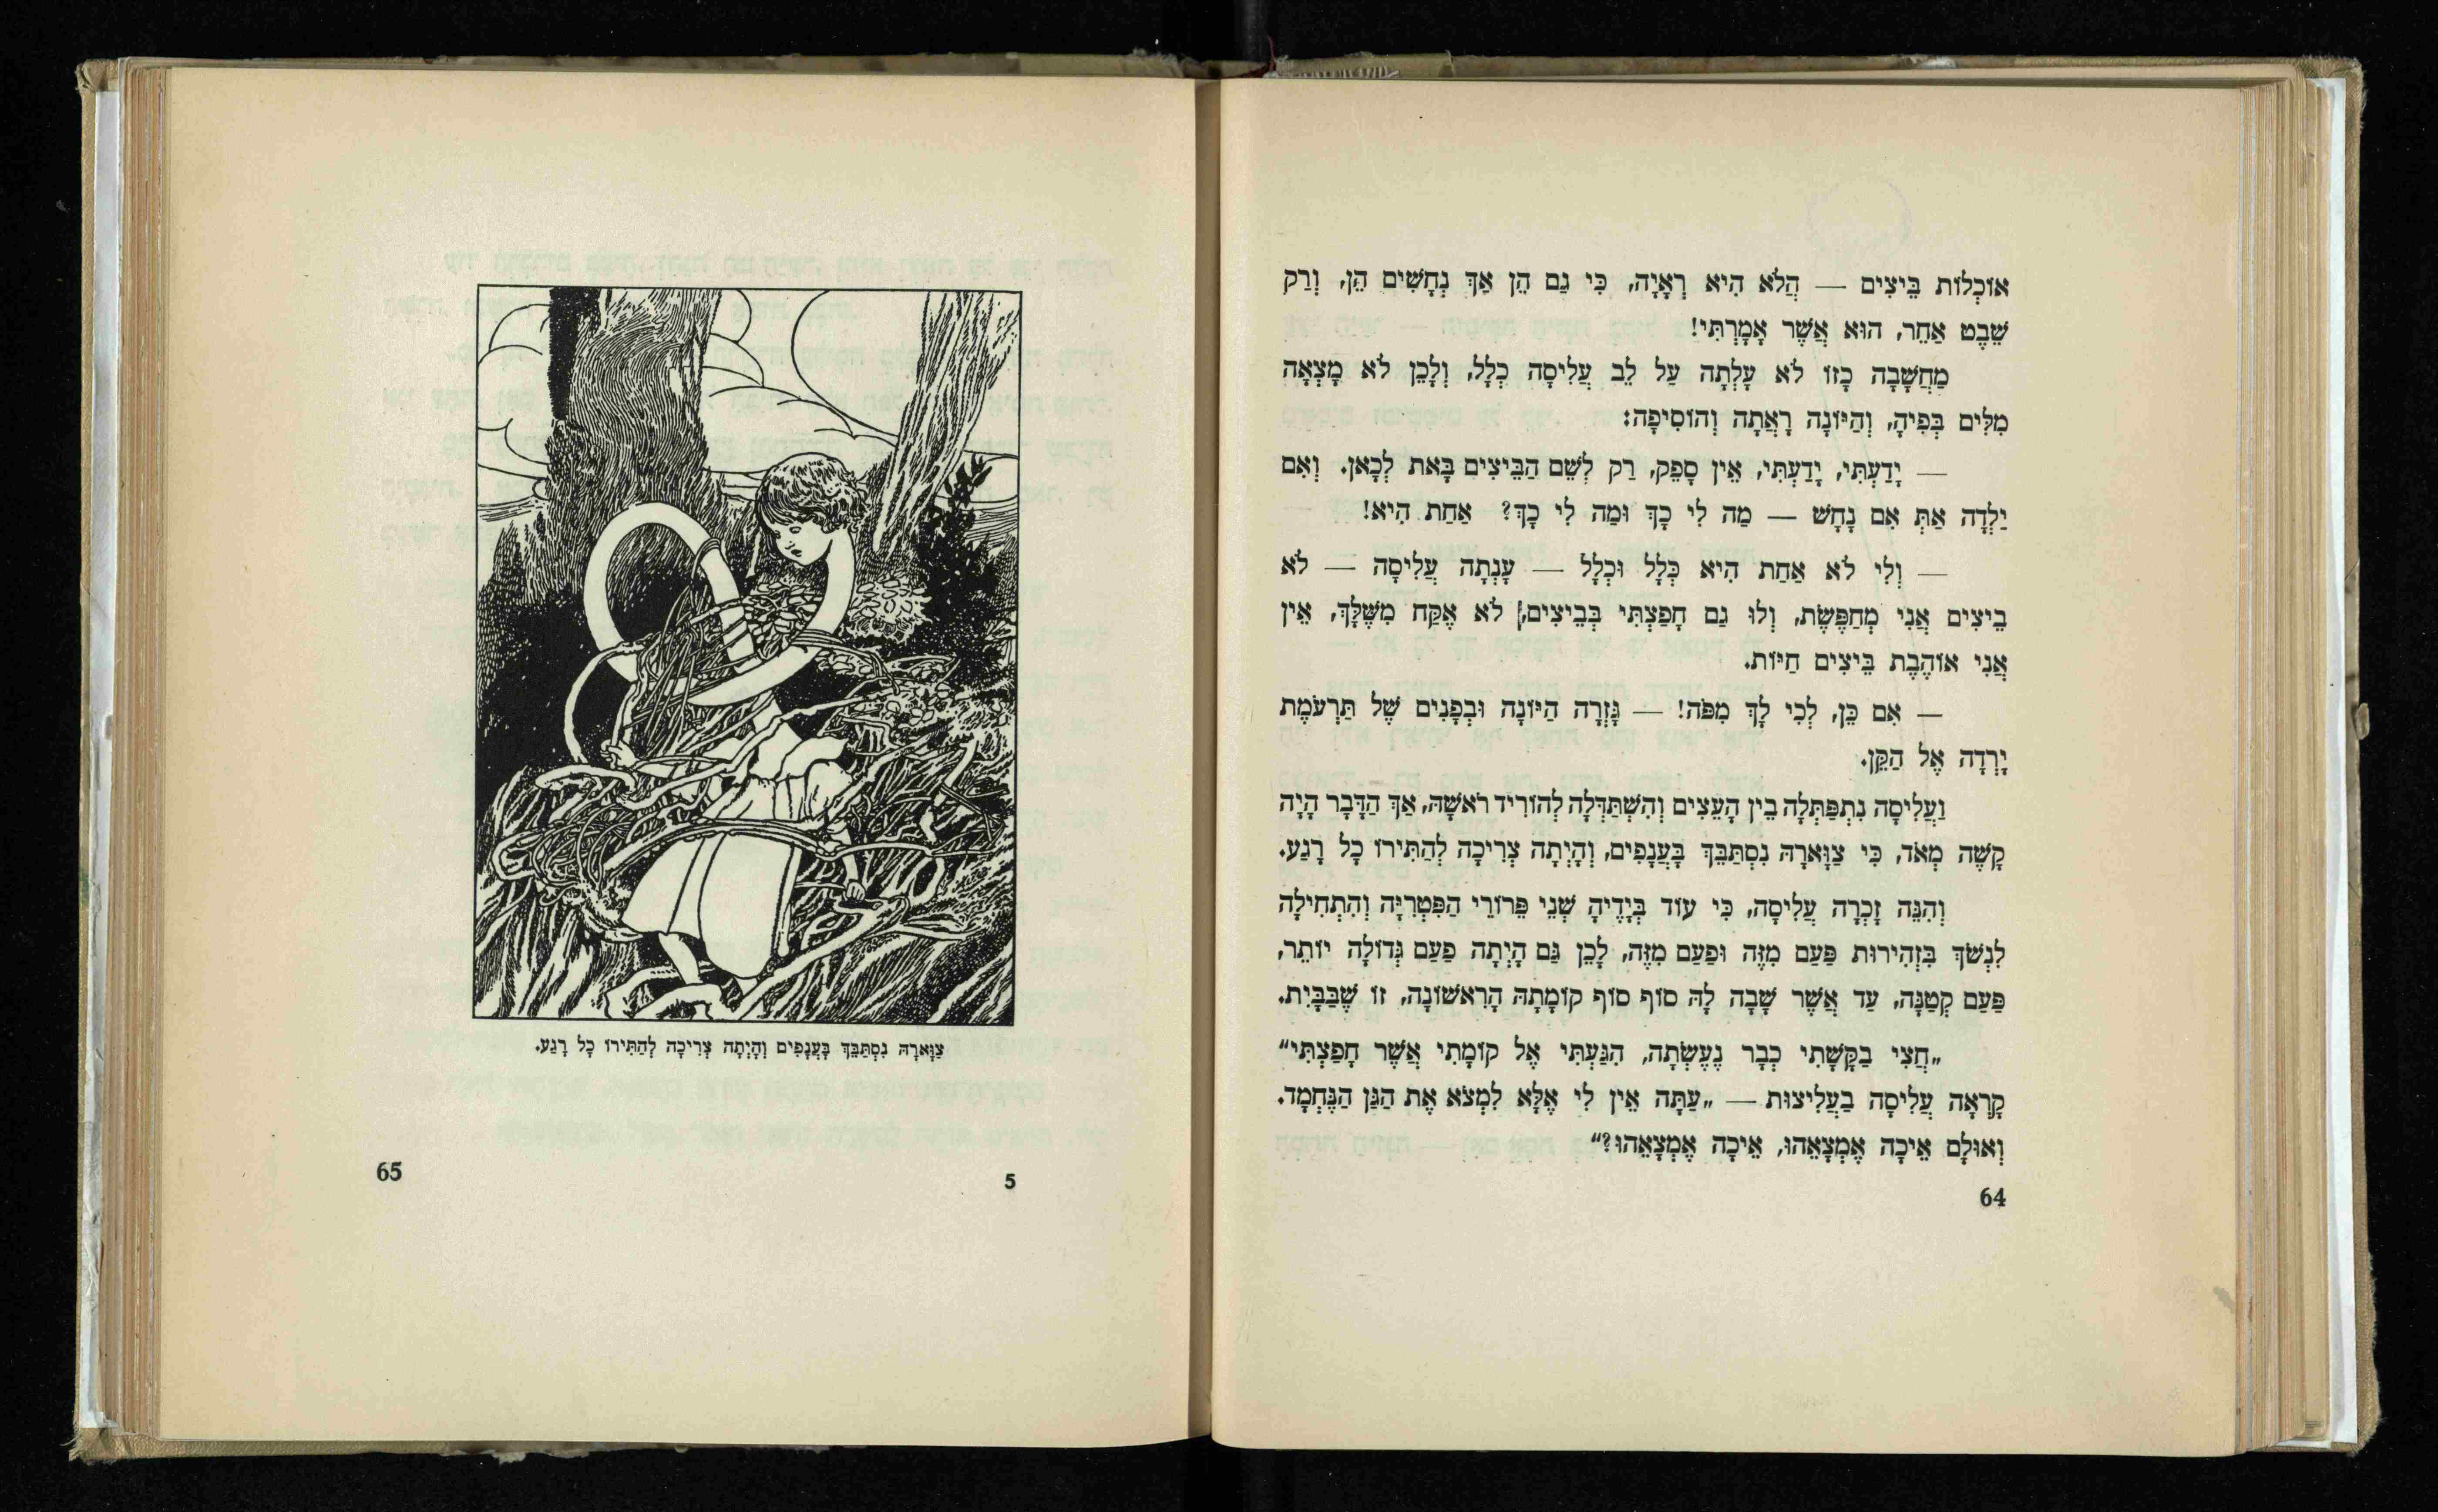 אוֹכְלוֹת בֵּיצִים — הֲלֹא הִיא רְאָיָה, כִּי גַם הֵן אַךְ נְחָשִׁים הֵן, וְרַק
שֵׁבֶט אַחֵר, הוּא אֲשֶׁר אָמָרְתִּי!
מַחֲשָׁבָה כָזוֹ לֹא עָלְתָה עַל לֵב עֲלִיסָה כְּלָל, וְלָכֵן לֹא מָצְאָה
מִלִּים בְּפִיהָ, וְהַיּוֹנָה רָאֲתָה וְהוֹסִיפָה:
— יָדַעְתִּי, יָדַעְתִּי, אֵין סָפֵק, רַק לְשֵׁם הַבֵּיצִים בָּאת לְכָאן. וְאִם
יַלְדָּה אַתְּ אִם נָחָשׁ — מַה לִּי כָּךְ וּמַה לִּי כָךְ? אַחַת הִיא!
— וְלִי לֹא אַחַת הִיא כְּלָל וּכְלָל — עָנְתָה עֲלִיסָה — לֹא
בֵיצִים אֲנִי מְחַפֶּשֶׂת, וְלוּ גַם חָפַצְתִּי בְּבֵיצִים, לֹא אֶקַּח מִשֶּׁלָּךְ, אֵין
אֲנִי אוֹהֶבֶת בֵּיצִים חַיּוֹת.
— אִם כֵּן, לְכִי לָךְ מִפֹּה! — גָּזְרָה הַיּוֹנָה וּבְפָנִים שֶׁל תַּרְעֹמֶת
יָרְדָה אֶל הַקֵּן.
וַעֲלִיסָה נִתְפַּתְּלָה בֵין הָעֵצִים וְהִשְׁתַּדְּלָה לְהוֹרִיד רֹאשָׁהּ, אַךְ הַדָּבָר הָיָה
קָשֶׁה מְאֹד, כִּי צַוָּארָהּ נִסְתַּבֵּךְ בָּעֲנָפִים, וְהָיְתָה צְרִיכָה לְהַתִּירוֹ כָּל רָגַע.
וְהִנֵּה זָכְרָה עֲלִיסָה, כִּי עוֹד בְּיָדֶיהָ שְׁנֵי פֵּרוּרֵי הַפִּטְרִיָּה וְהִתְחִילָה
לִנְשֹׁךְ בִּזְהִירוּת פַּעַם מִזֶּה וּפַעַם מִזֶּה, לָכֵן גַּם הָיְתָה פַעַם גְּדוֹלָה יוֹתֵר,
פַּעַם קְטַנָּה, עַד אֲשֶׁר שָׁבָה לָהּ סוֹף סוֹף קוֹמָתָהּ הָרִאשׁוֹנָה, זוֹ שֶׁבַּבָּיִת.
„חֲצִי בַקָּשָׁתִי כְבָר נֶעֶשְׂתָה, הִגַּעְתִּי אֶל קוֹמָתִי אֲשֶׁר חָפַצְתִּי“
קָרְאָה עֲלִיסָה בַעֲלִיצוּת — „עַתָּה אֵין לִי אֶלָּא לִמְצֹא אֶת הַגַּן הַנֶּחְמָד.
וְאוּלָם אֵיכָה אֶמְצָאֵהוּ, אֵיכָה אֶמְצָאֵהוּ?“
64
צַוָּארָהּ נִסְתַּבֵּךְ בָּעֲנָפִים וְהָיְתָה צְרִיכָה לְהַתִּירוֹ כָּל רָגַע.
5
65